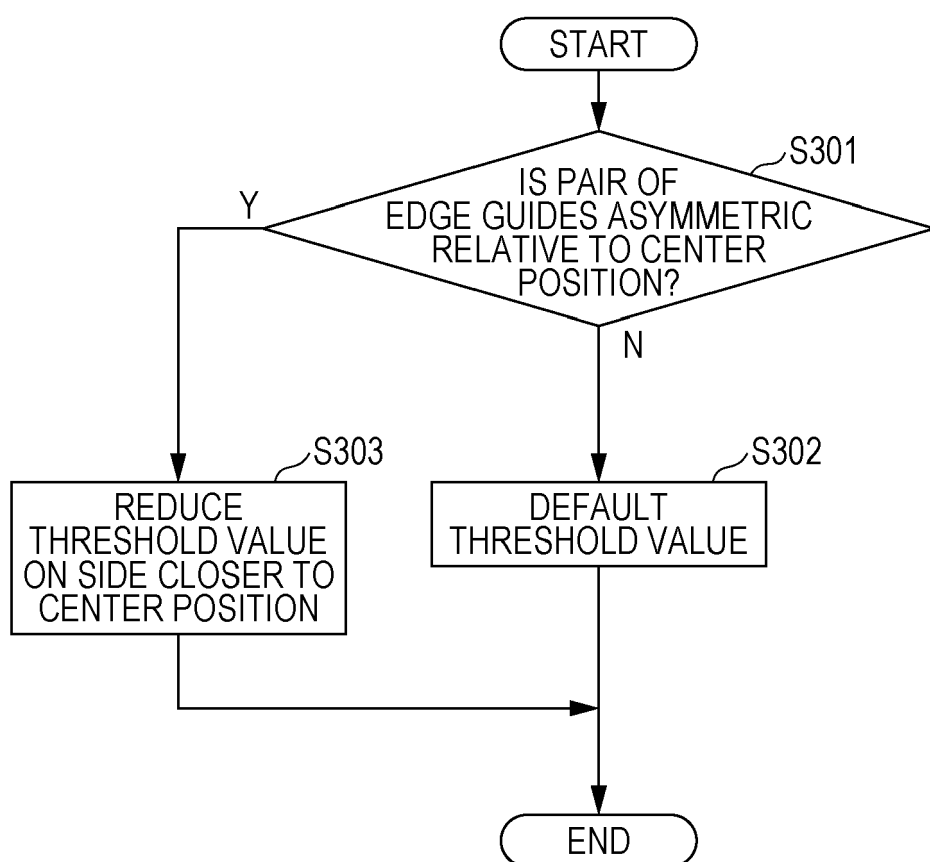 START
S301
IS PAIR OF
EDGE GUIDES ASYMMETRIC
RELATIVE TO CENTER
POSITION?
Y
N
S303
REDUCE
THRESHOLD VALUE
ON SIDE CLOSER TO
CENTER POSITION
S302
DEFAULT
THRESHOLD VALUE
END